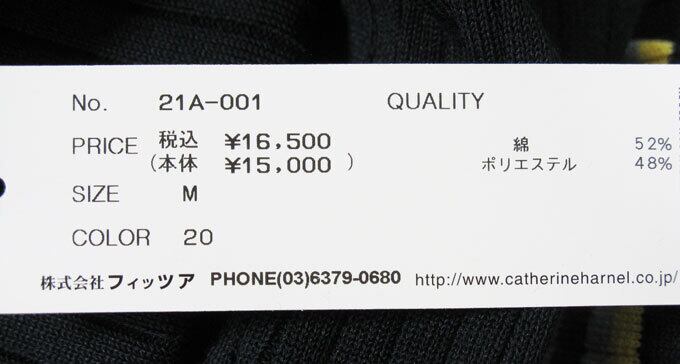 No. 21A-001 QUALITY
PRICE 税込 ¥16,500 綿 52%
(本体 ¥15,000 ) ポリエステル 48%
SIZE M
COLOR 20
株式会社フィッツア PHONE(03)6379-0680 http://www.catherineharnel.co.jp/